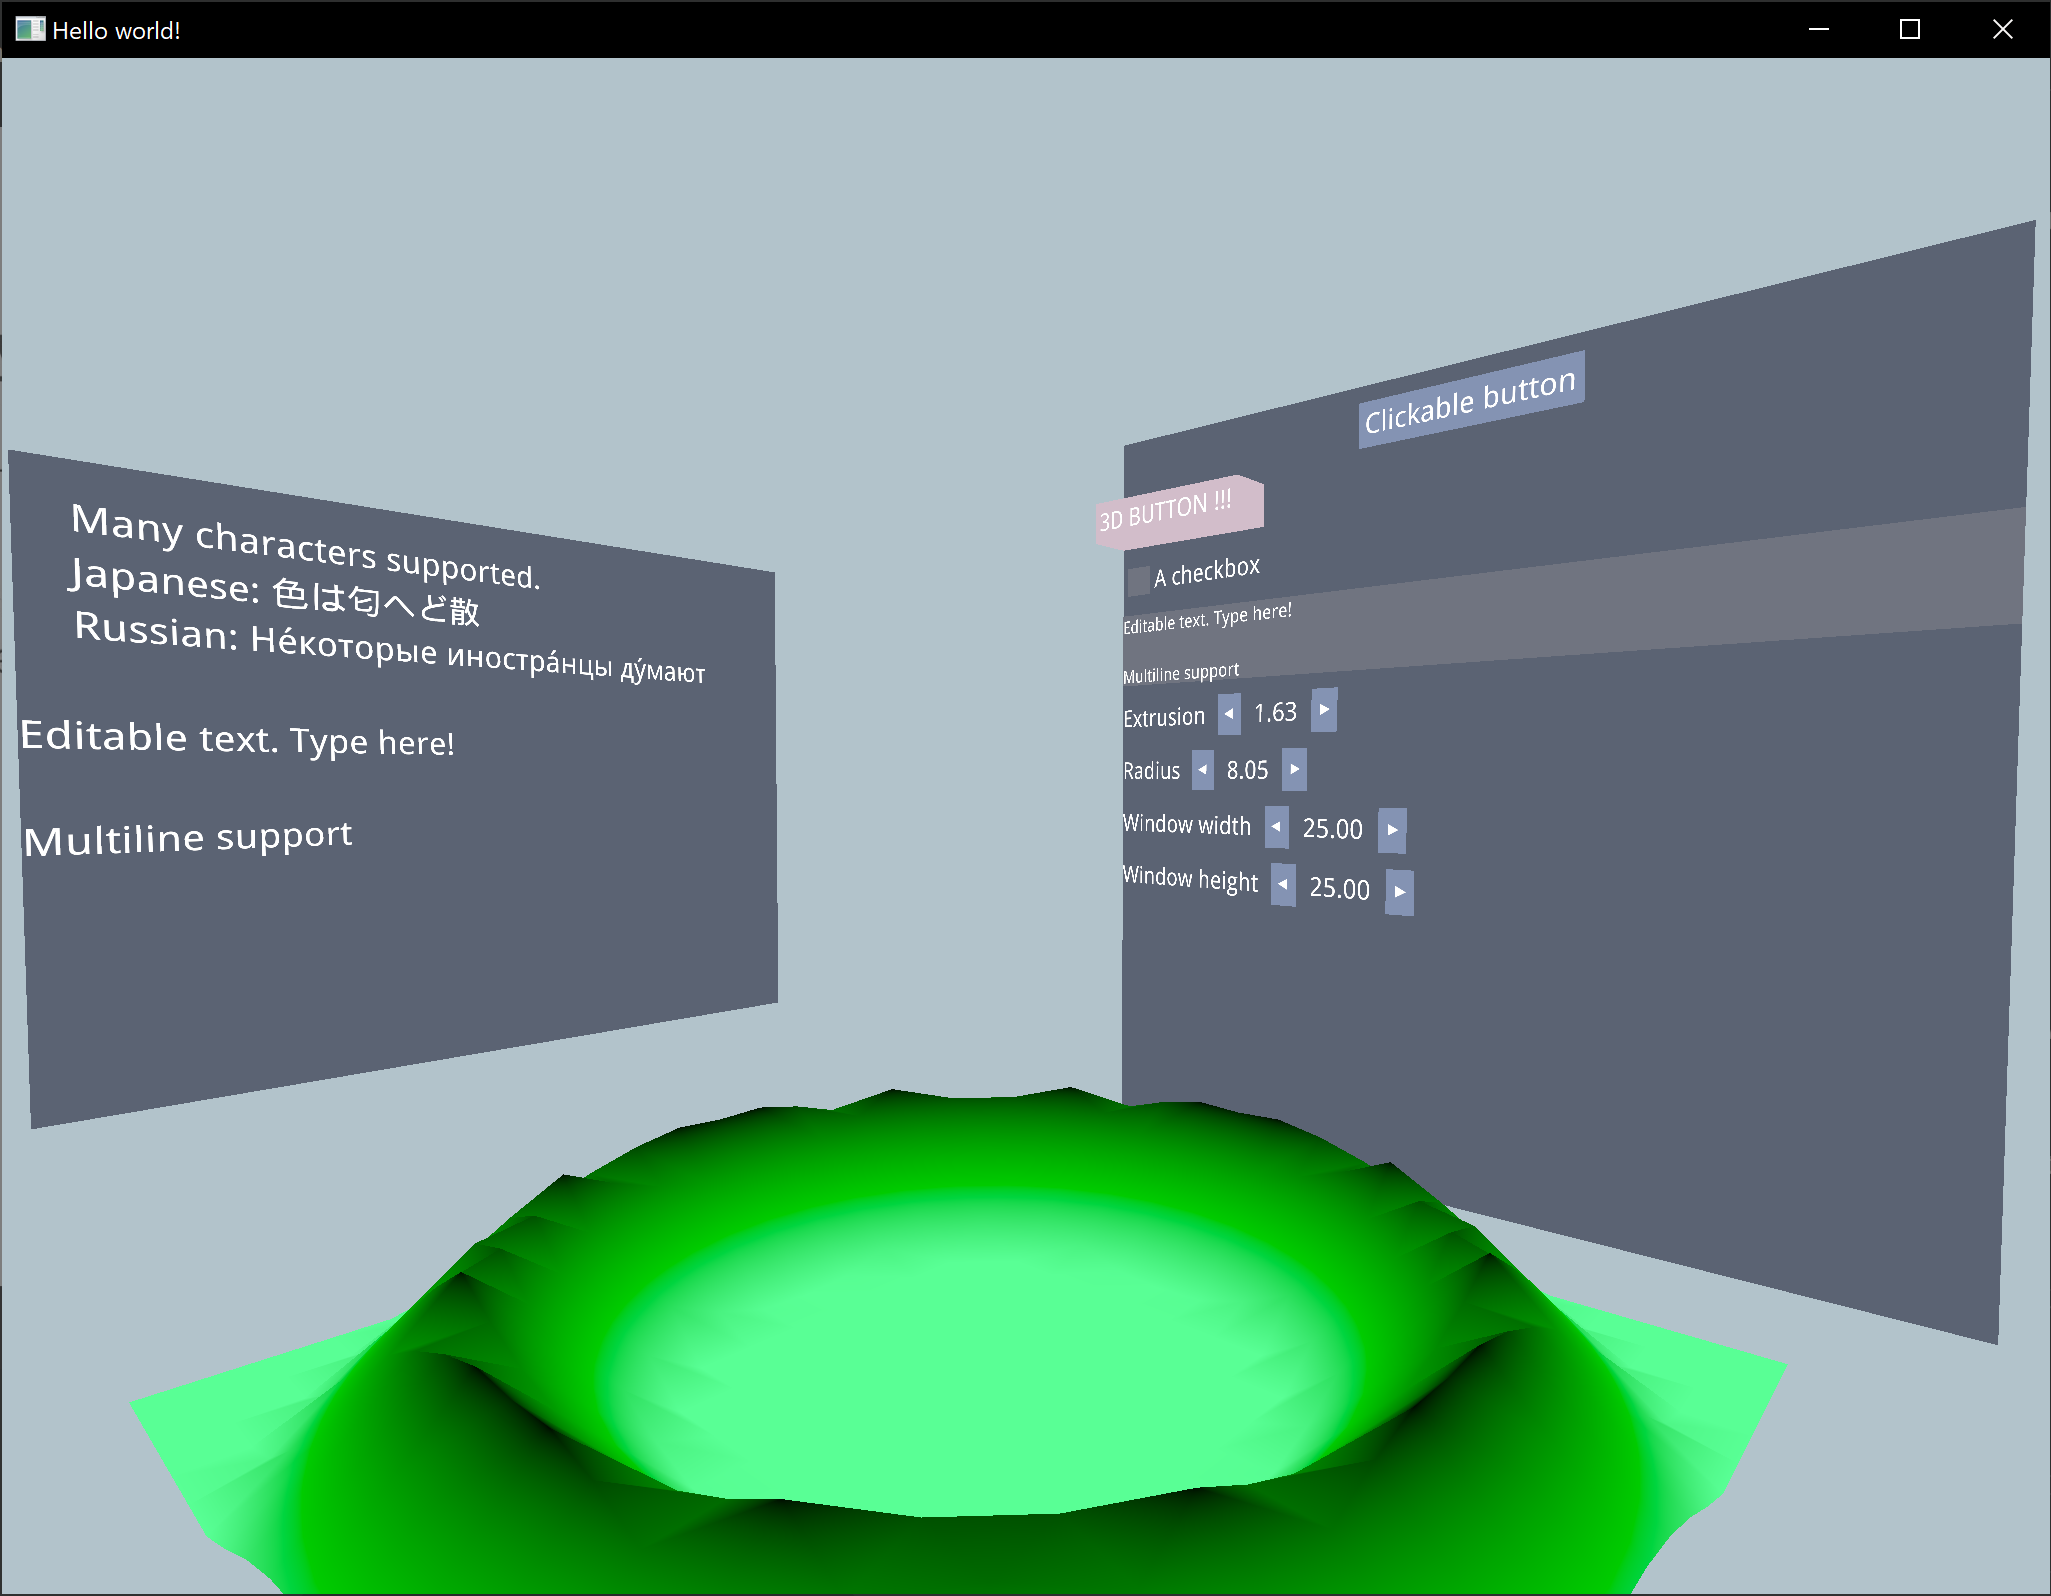 Hello world!
Many characters supported.
Japanese: 色は匂へど散
Russian: Не́которые иностра́нцы ду́мают
Editable text. Type here!
Multiline support
Clickable button
3D BUTTON !!!
A checkbox
Editable text. Type here!
Multiline support
Extrusion ◄ 1.63 ►
Radius ◄ 8.05 ►
Window width ◄ 25.00 ►
Window height ◄ 25.00 ►